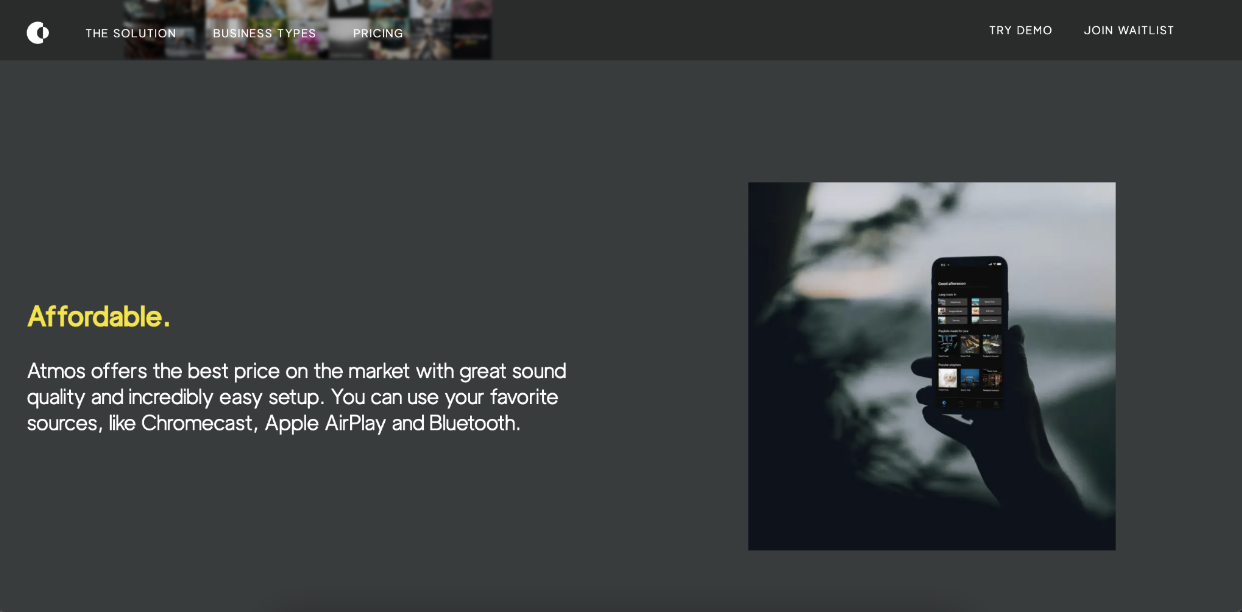 THE SOLUTION
BUSINESS TYPES
PRICING
TRY DEMO
JOIN WAITLIST
Affordable.
Atmos offers the best price on the market with great sound
quality and incredibly easy setup. You can use your favorite
sources, like Chromecast, Apple AirPlay and Bluetooth.
Good afternoon